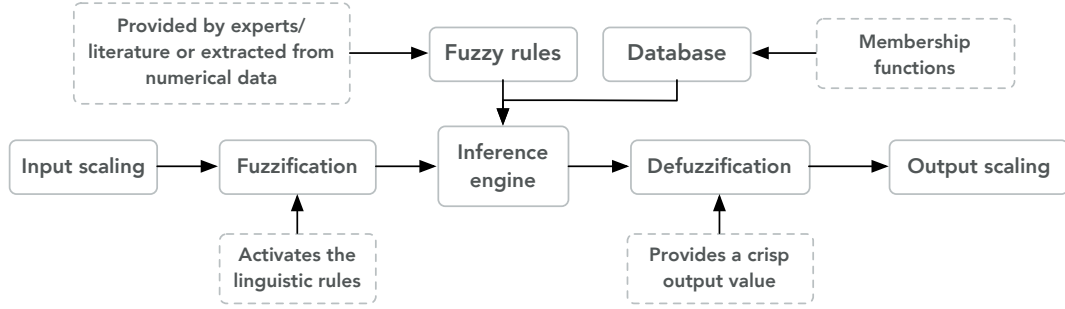 Provided by experts/
literature or extracted from
numerical data
Fuzzy rules
Database
Membership
functions
Input scaling
Fuzzification
Inference
engine
Defuzzification
Output scaling
Activates the
linguistic rules
Provides a crisp
output value